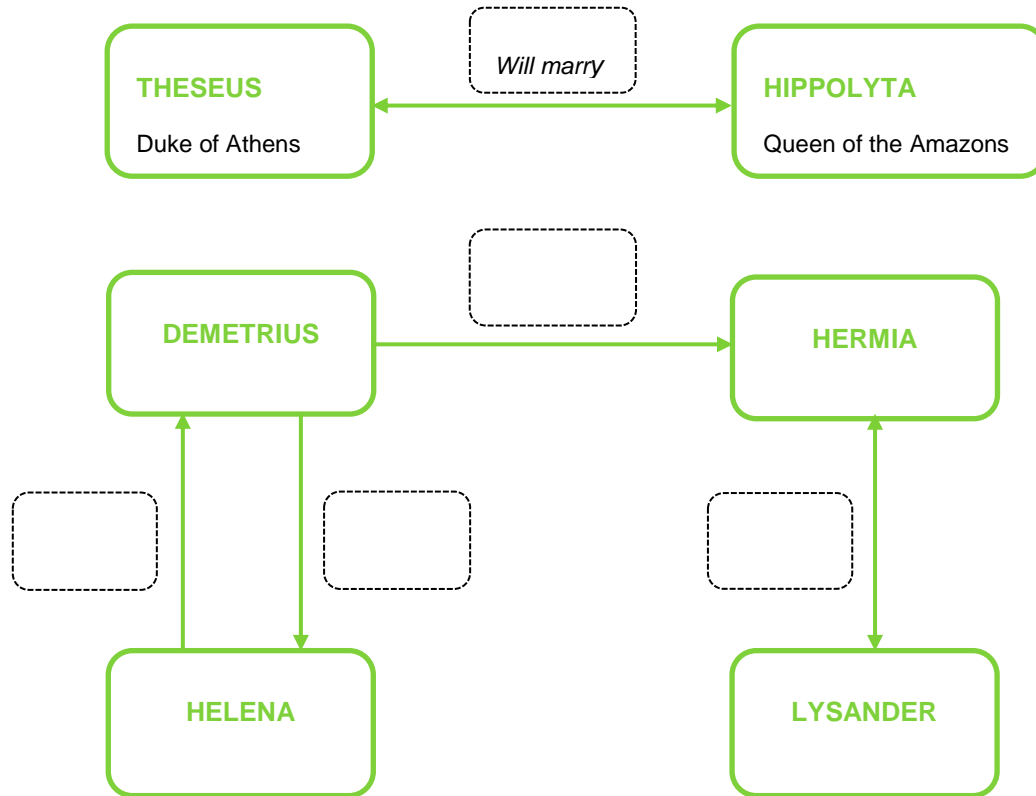 Will marry
THESEUS
HIPPOLYTA
Duke of Athens
Queen of the Amazons
DEMETRIUS
HERMIA
HELENA
LYSANDER